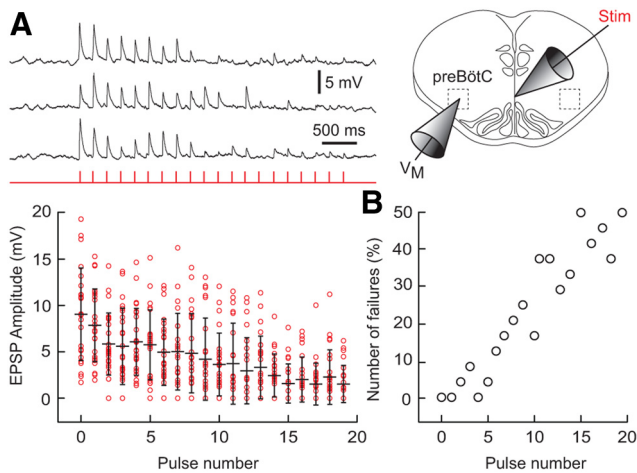 A
Stim
preBötC
5 mV
500 ms
VM
B
20
15
10
5
0
EPSP Amplitude (mV)
0 5 10 15 20
Pulse number
50
40
30
20
10
0
Number of failures (%)
0 5 10 15 20
Pulse number